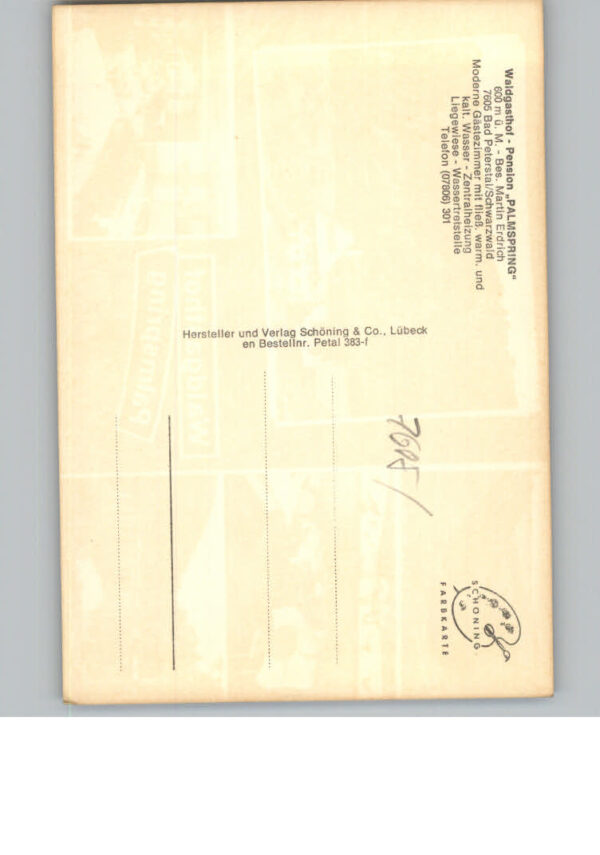 Waldgasthof - Pension „PALMSPRING“
600 m ü. M. - Bes. Martin Erdrich
7605 Bad Peterstal/Schwarzwald
Moderne Gästezimmer mit fließ. warm. und
kalt. Wasser - Zentralheizung
Liegewiese - Wassertretstelle
Telefon (07806) 301
Hersteller und Verlag Schöning & Co., Lübeck
en Bestellnr. Petal 383-f
7605/
SCHÖNING
FARBKARTE